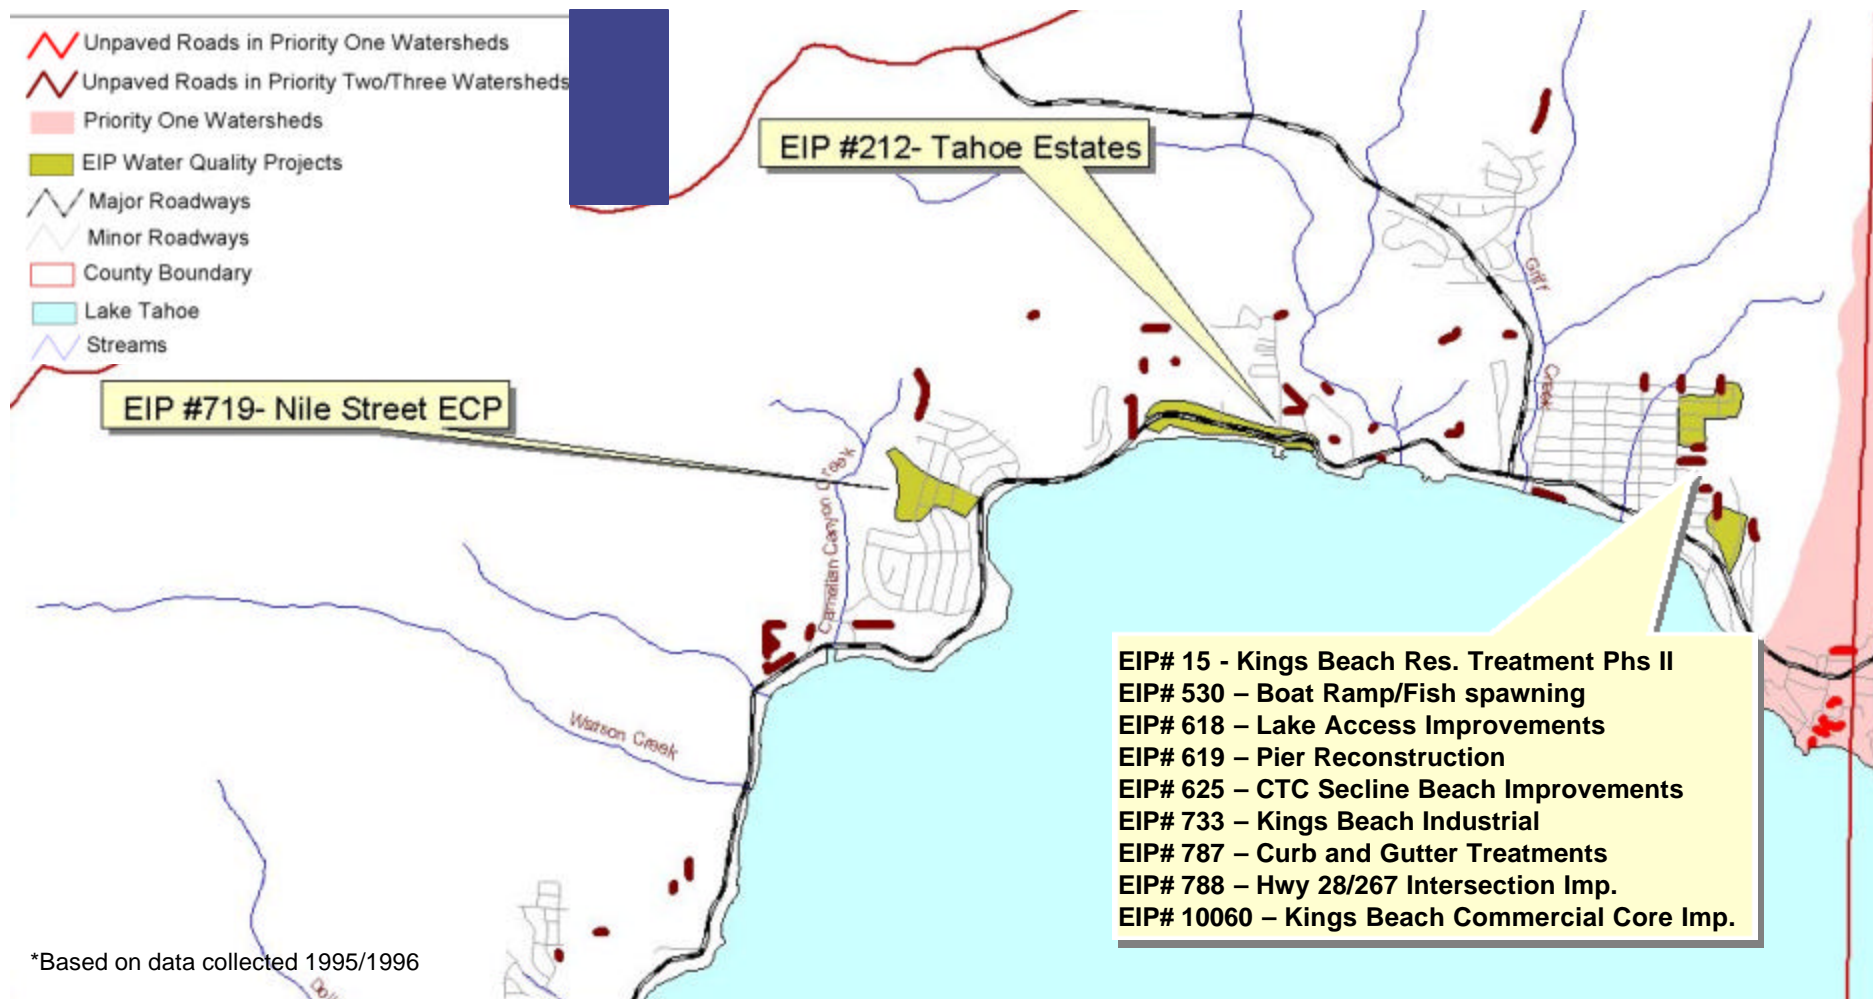 Unpaved Roads in Priority One Watersheds
Unpaved Roads in Priority Two/Three Watersheds
Priority One Watersheds
EIP Water Quality Projects
Major Roadways
Minor Roadways
County Boundary
Lake Tahoe
Streams
EIP #212- Tahoe Estates
EIP #719- Nile Street ECP
Griff
Creek
Carnelian Canyon Creek
Watson Creek
EIP# 15 - Kings Beach Res. Treatment Phs II
EIP# 530 – Boat Ramp/Fish spawning
EIP# 618 – Lake Access Improvements
EIP# 619 – Pier Reconstruction
EIP# 625 – CTC Secline Beach Improvements
EIP# 733 – Kings Beach Industrial
EIP# 787 – Curb and Gutter Treatments
EIP# 788 – Hwy 28/267 Intersection Imp.
EIP# 10060 – Kings Beach Commercial Core Imp.
*Based on data collected 1995/1996